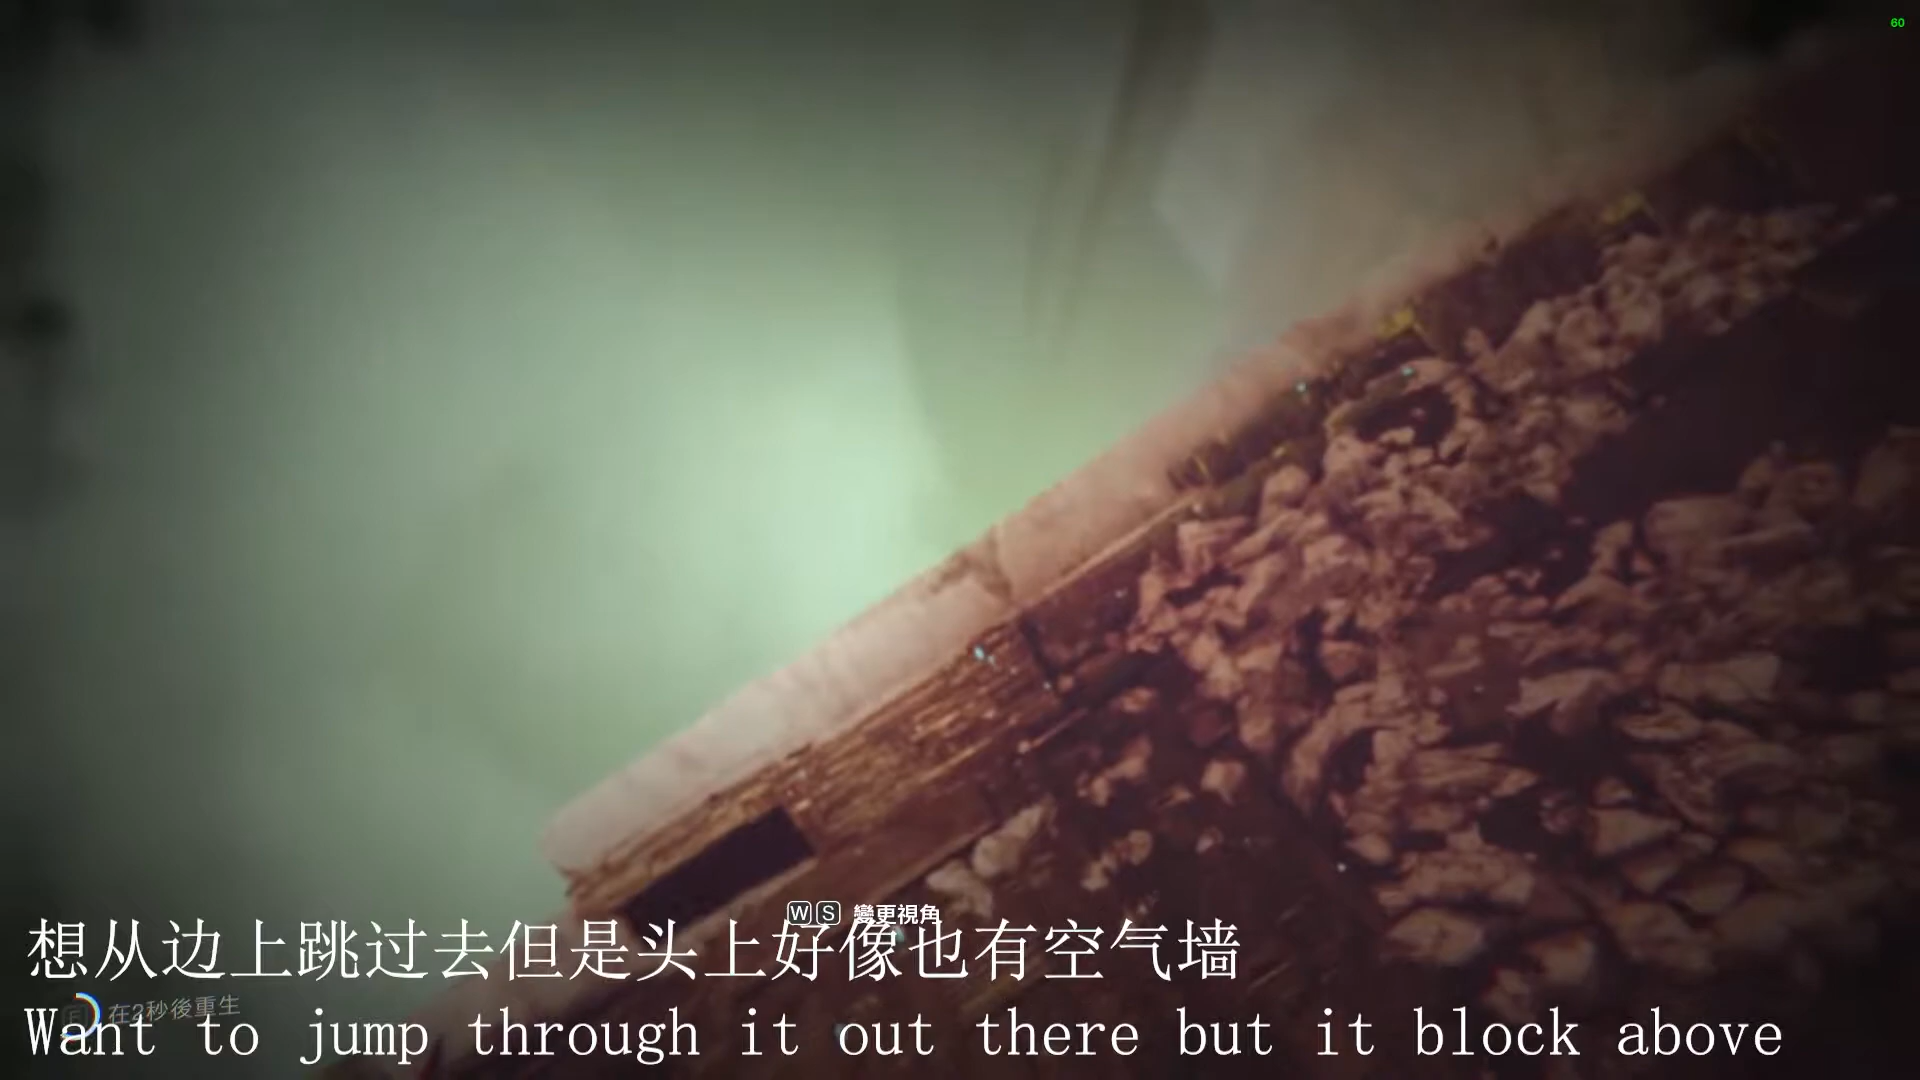 60
W S 變更視角
想从边上跳过去但是头上好像也有空气墙
在2秒後重生
Want to jump through it out there but it block above